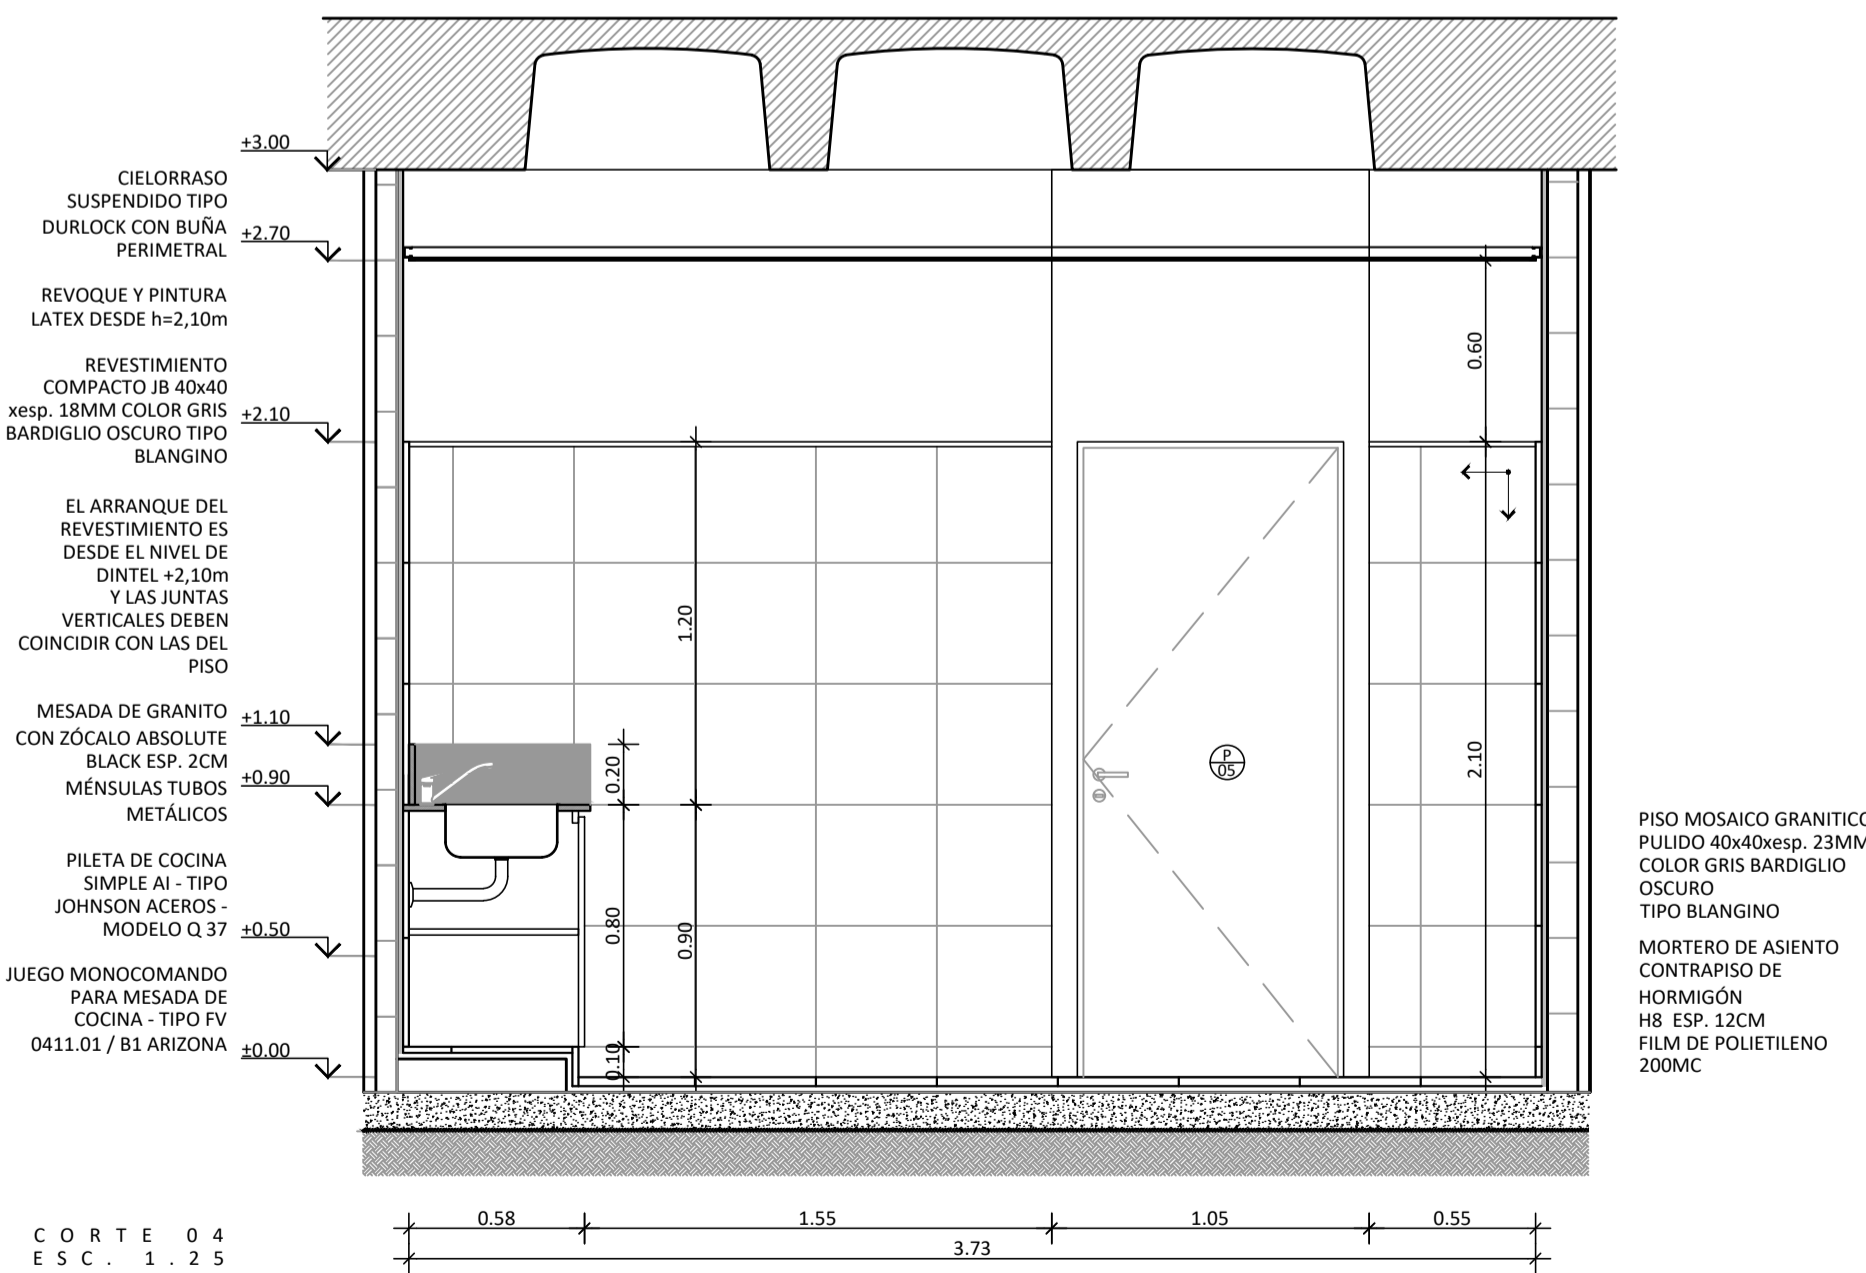 +3.00
CIELORRASO
SUSPENDIDO TIPO
DURLOCK CON BUÑA
PERIMETRAL
+2.70
REVOQUE Y PINTURA
LATEX DESDE h=2,10m
REVESTIMIENTO
COMPACTO JB 40x40
xesp. 18MM COLOR GRIS
BARDIGLIO OSCURO TIPO
BLANGINO
+2.10
EL ARRANQUE DEL
REVESTIMIENTO ES
DESDE EL NIVEL DE
DINTEL +2,10m
Y LAS JUNTAS
VERTICALES DEBEN
COINCIDIR CON LAS DEL
PISO
MESADA DE GRANITO
CON ZÓCALO ABSOLUTE
BLACK ESP. 2CM
MÉNSULAS TUBOS
METÁLICOS
+1.10
+0.90
PILETA DE COCINA
SIMPLE AI - TIPO
JOHNSON ACEROS -
MODELO Q 37
+0.50
JUEGO MONOCOMANDO
PARA MESADA DE
COCINA - TIPO FV
0411.01 / B1 ARIZONA
±0.00
0.60
1.20
0.20
0.80
0.90
0.10
2.10
P
05
PISO MOSAICO GRANITICO
PULIDO 40x40xesp. 23MM
COLOR GRIS BARDIGLIO
OSCURO
TIPO BLANGINO
MORTERO DE ASIENTO
CONTRAPISO DE
HORMIGÓN
H8 ESP. 12CM
FILM DE POLIETILENO
200MC
0.58
1.55
1.05
0.55
3.73
CORTE 04
ESC. 1.25